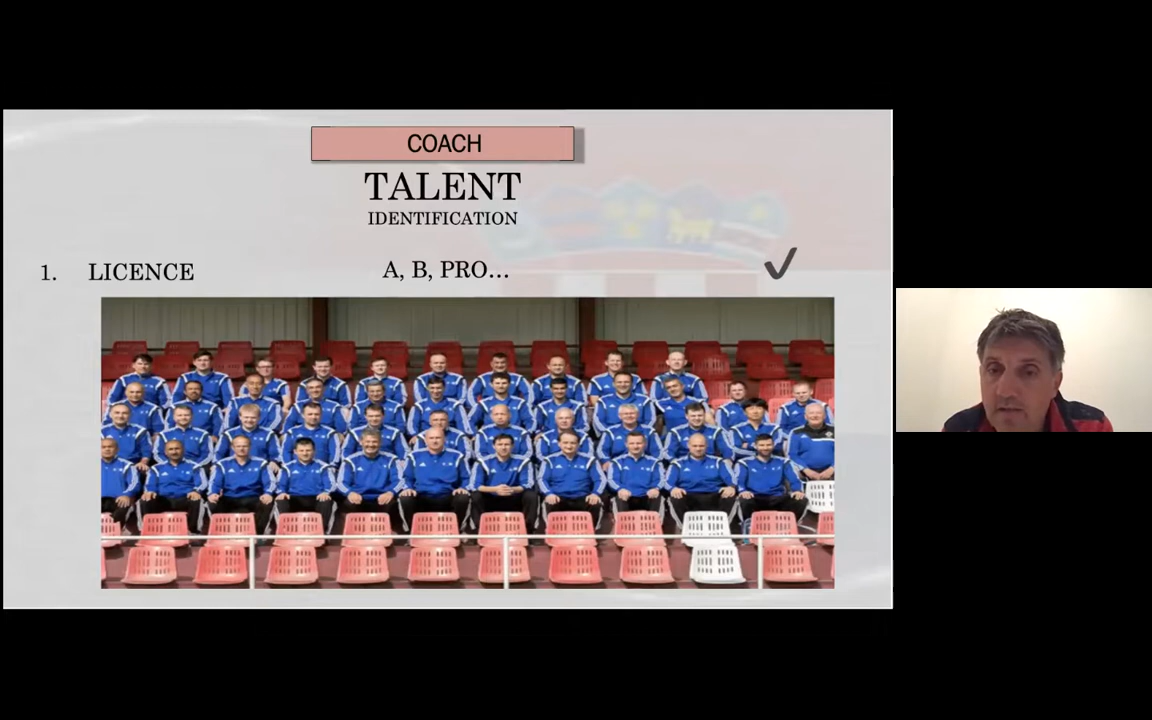 COACH
TALENT
IDENTIFICATION
1. LICENCE A, B, PRO...